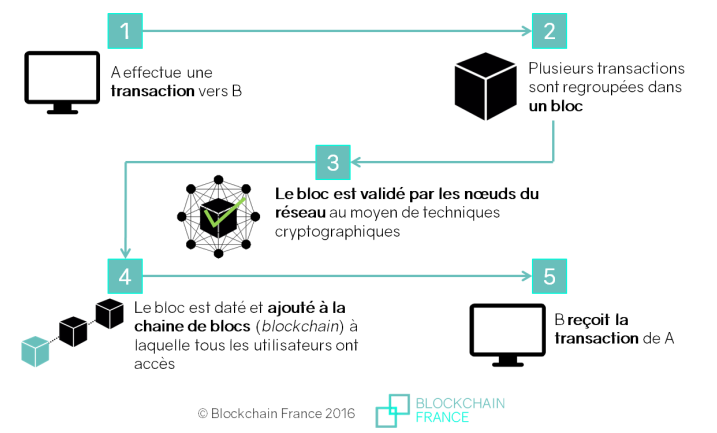 1
2
A effectue une
transaction vers B
Plusieurs transactions
sont regroupées dans
un bloc
3
Le bloc est validé par les nœuds du
réseau au moyen de techniques
cryptographiques
4
5
Le bloc est daté et ajouté à la
chaine de blocs (blockchain) à
laquelle tous les utilisateurs ont
accès
B reçoit la
transaction de A
© Blockchain France 2016
BLOCKCHAIN
FRANCE